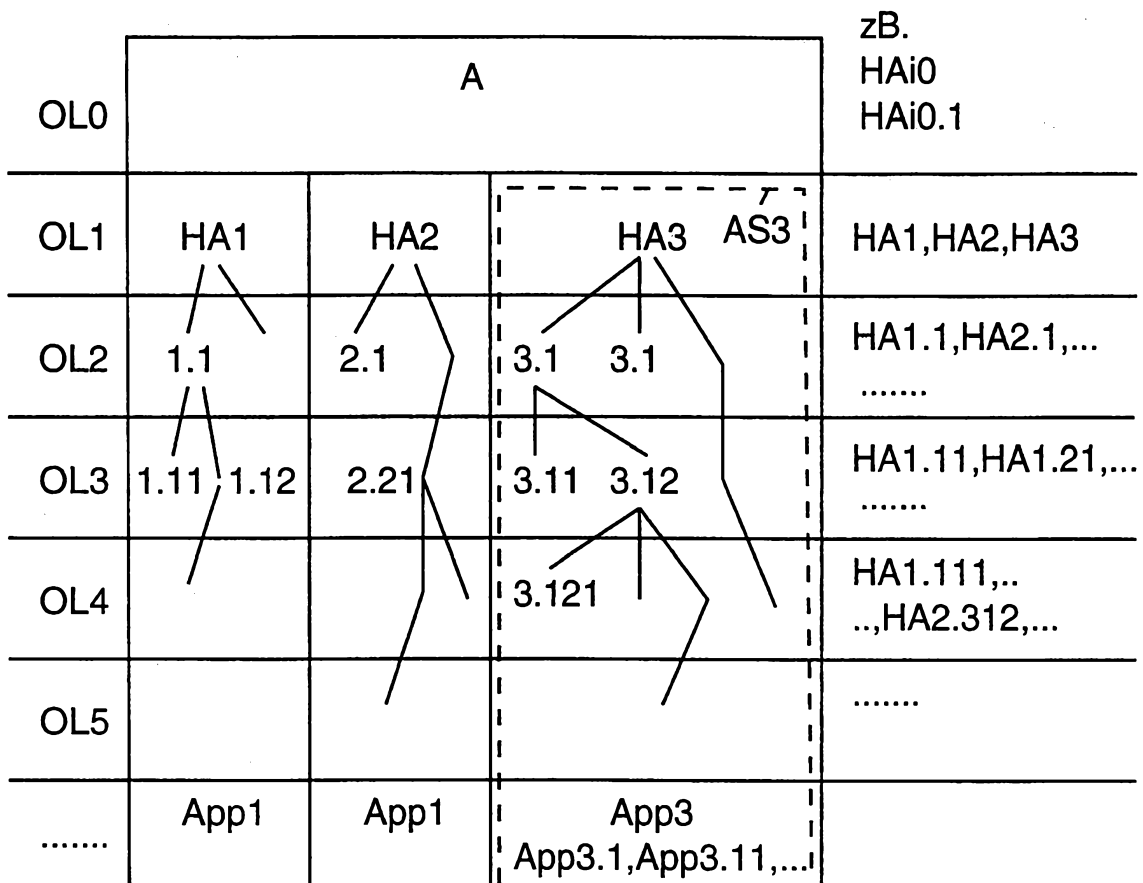 zB.
A
HAi0
OL0
HAi0.1
OL1 HA1 HA2 HA3 AS3 HA1,HA2,HA3
OL2 1.1 2.1 3.1 3.1 HA1.1,HA2.1,...
.......
OL3 1.11 1.12 2.21 3.11 3.12 HA1.11,HA1.21,...
.......
OL4 3.121 HA1.111,..
..,HA2.312,...
OL5 .......
App1 App1 App3
....... App3.1,App3.11,...